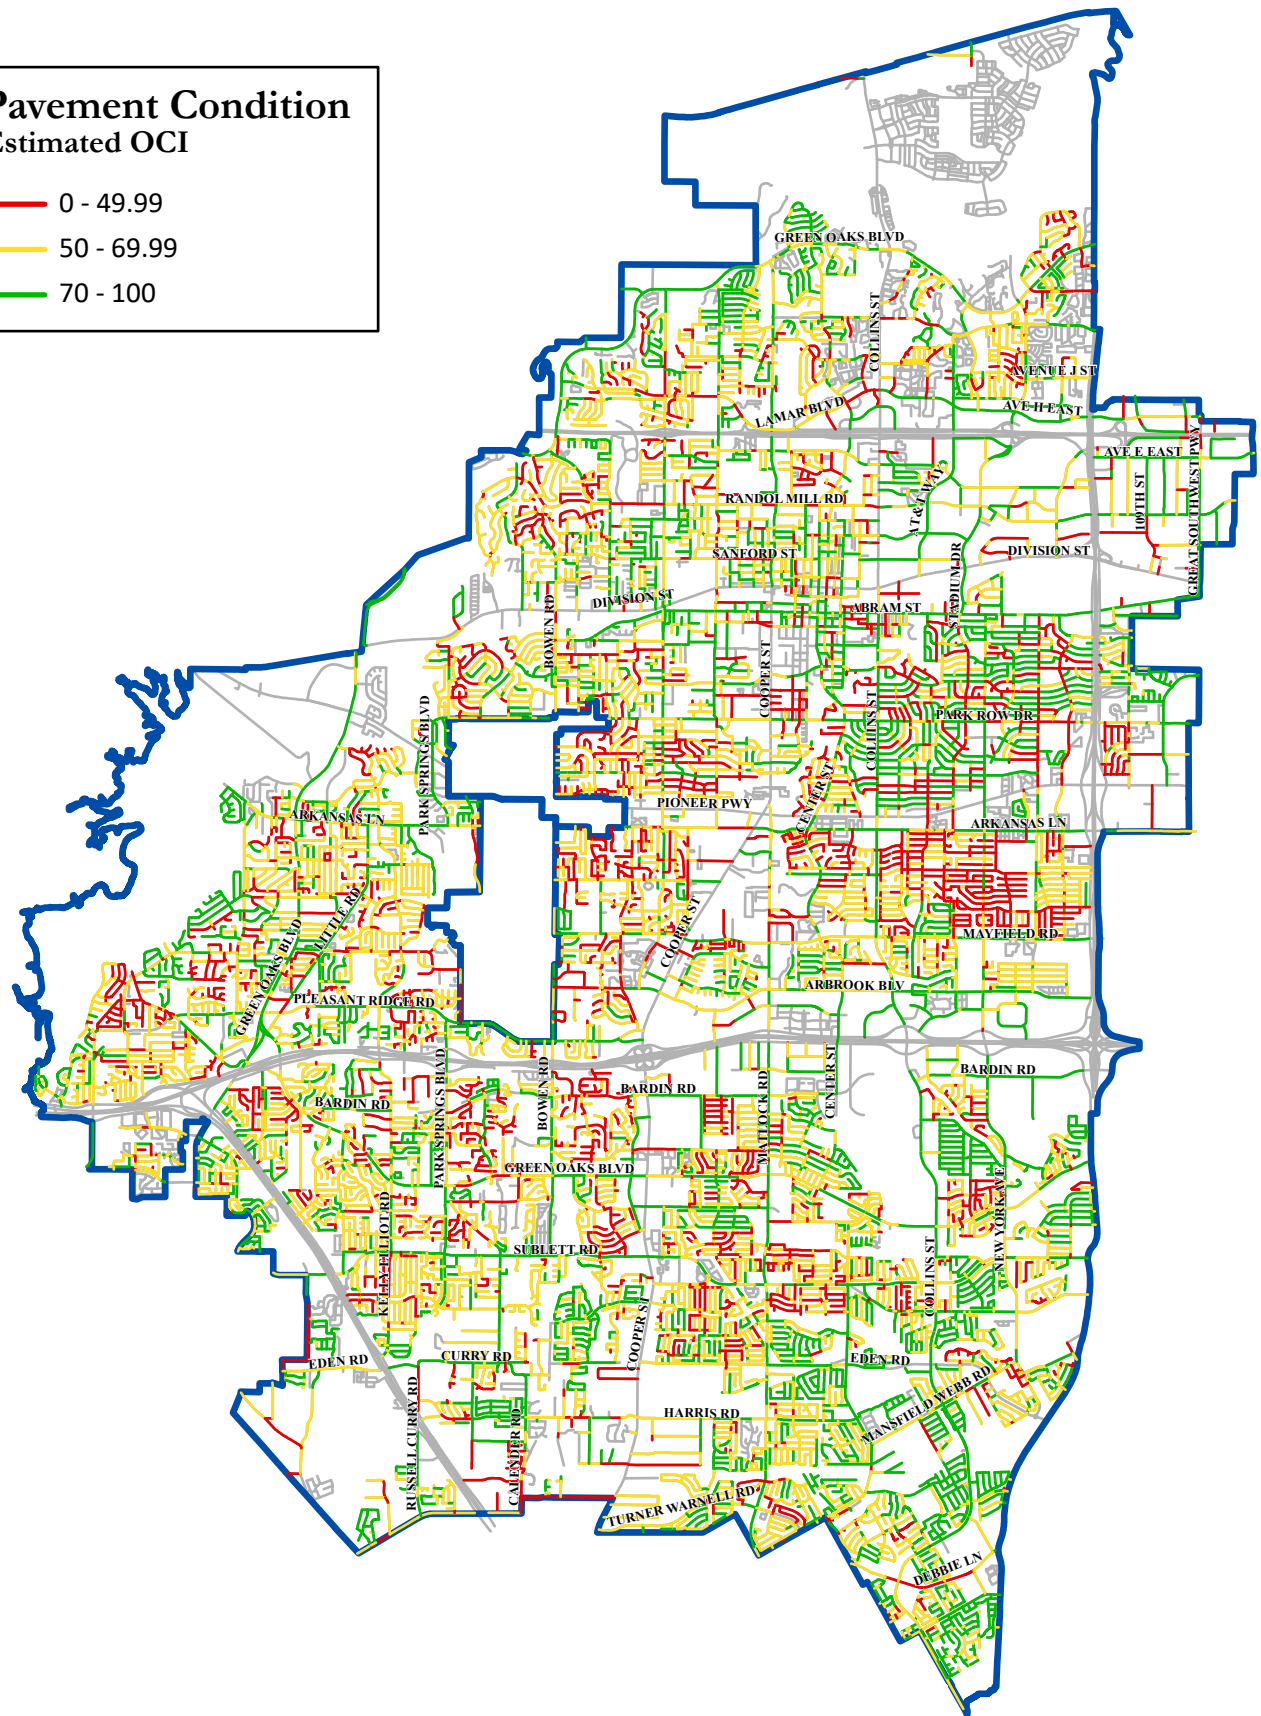 Pavement Condition
Estimated OCI
0 - 49.99
50 - 69.99
70 - 100
GREEN OAKS BLVD
COLLINS ST
AVENUE J ST
LAMAR BLVD
AVE H EAST
AVE E EAST
RANDOL MILL RD
AT&T WAY
109TH ST
GREAT SOUTHWEST PWY
SANFORD ST
DIVISION ST
STADIUM DR
DIVISION ST
ABRAM ST
BOWEN RD
COOPER ST
PARK SPRINGS BLVD
COLLINS ST
PARK ROW DR
PIONEER PWY
CENTER ST
ARKANSAS LN
ARKANSAS LN
LITTLE RD
GREEN OAKS BLVD
COOPER ST
MAYFIELD RD
PLEASANT RIDGE RD
ARBROOK BLV
PARK SPRINGS BLVD
BOWEN RD
BARDIN RD
BARDIN RD
MATLOCK RD
CENTER ST
BARDIN RD
GREEN OAKS BLVD
NEW YORK AVE
KELLY ELLIOT RD
SUBLETT RD
COLLINS ST
COOPER ST
EDEN RD
CURRY RD
EDEN RD
MANSFIELD WEBB RD
RUSSELL CURRY RD
CALENDER RD
HARRIS RD
TURNER WARNELL RD
DEBBIE LN